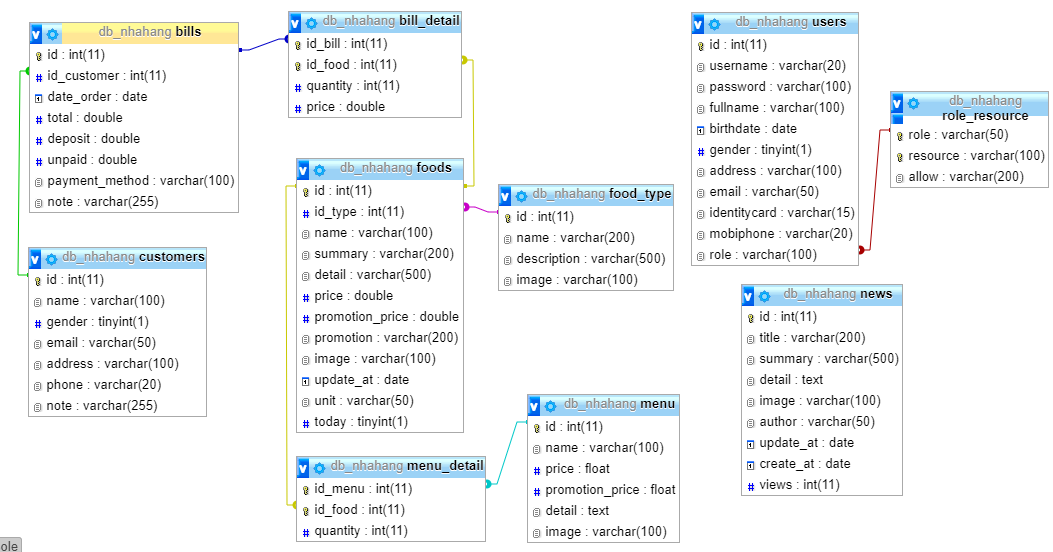 db_nhahang bills
id : int(11)
id_customer : int(11)
date_order : date
total : double
deposit : double
unpaid : double
payment_method : varchar(100)
note : varchar(255)
db_nhahang customers
id : int(11)
name : varchar(100)
gender : tinyint(1)
email : varchar(50)
address : varchar(100)
phone : varchar(20)
note : varchar(255)
db_nhahang bill_detail
id_bill : int(11)
id_food : int(11)
quantity : int(11)
price : double
db_nhahang foods
id : int(11)
id_type : int(11)
name : varchar(100)
summary : varchar(200)
detail : varchar(500)
price : double
promotion_price : double
promotion : varchar(200)
image : varchar(100)
update_at : date
unit : varchar(50)
today : tinyint(1)
db_nhahang menu_detail
id_menu : int(11)
id_food : int(11)
quantity : int(11)
db_nhahang food_type
id : int(11)
name : varchar(200)
description : varchar(500)
image : varchar(100)
db_nhahang menu
id : int(11)
name : varchar(100)
price : float
promotion_price : float
detail : text
image : varchar(100)
db_nhahang users
id : int(11)
username : varchar(20)
password : varchar(100)
fullname : varchar(100)
birthdate : date
gender : tinyint(1)
address : varchar(100)
email : varchar(50)
identitycard : varchar(15)
mobiphone : varchar(20)
role : varchar(100)
db_nhahang
role_resource
role : varchar(50)
resource : varchar(100)
allow : varchar(200)
db_nhahang news
id : int(11)
title : varchar(200)
summary : varchar(500)
detail : text
image : varchar(100)
author : varchar(50)
update_at : date
create_at : date
views : int(11)
ole